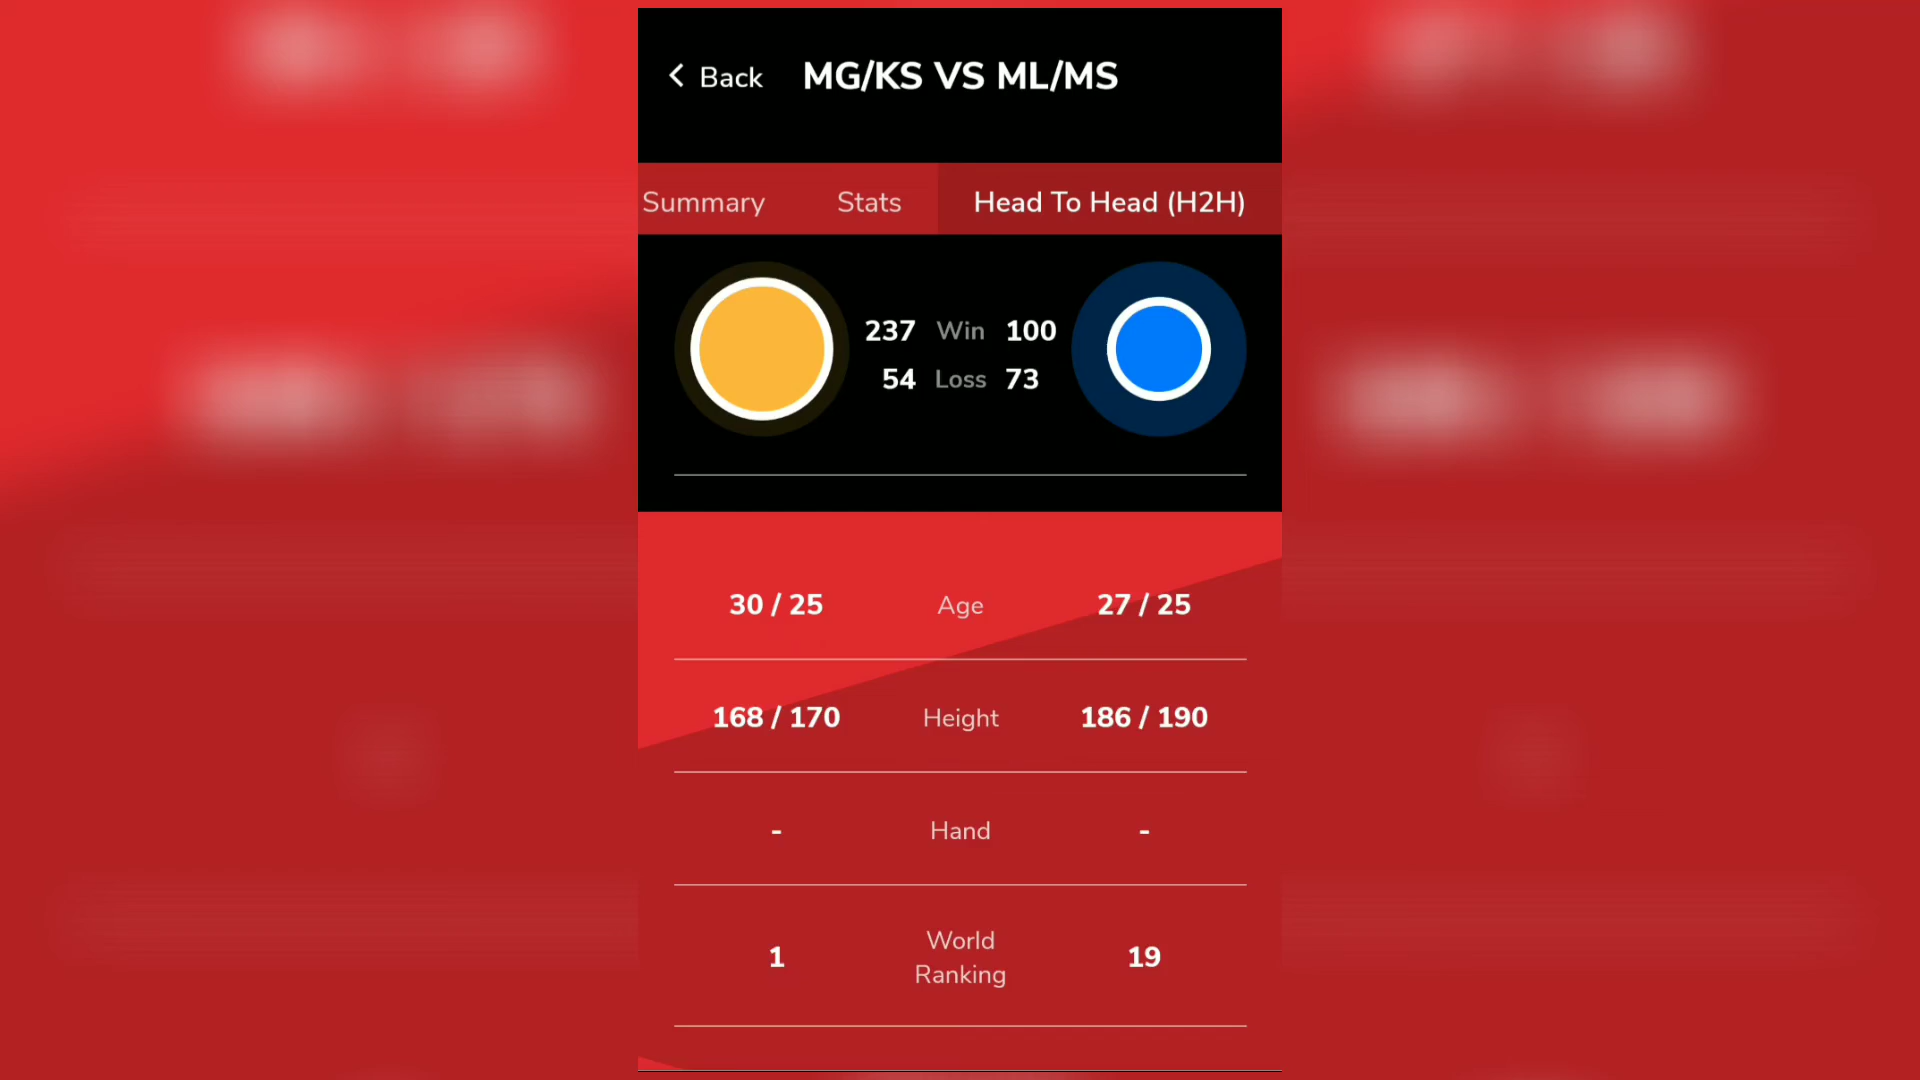 Back MG/KS VS ML/MS
Summary Stats Head To Head (H2H)
237 Win 100
54 Loss 73
30 / 25 Age 27 / 25
168 / 170 Height 186 / 190
- Hand -
1 World Ranking 19